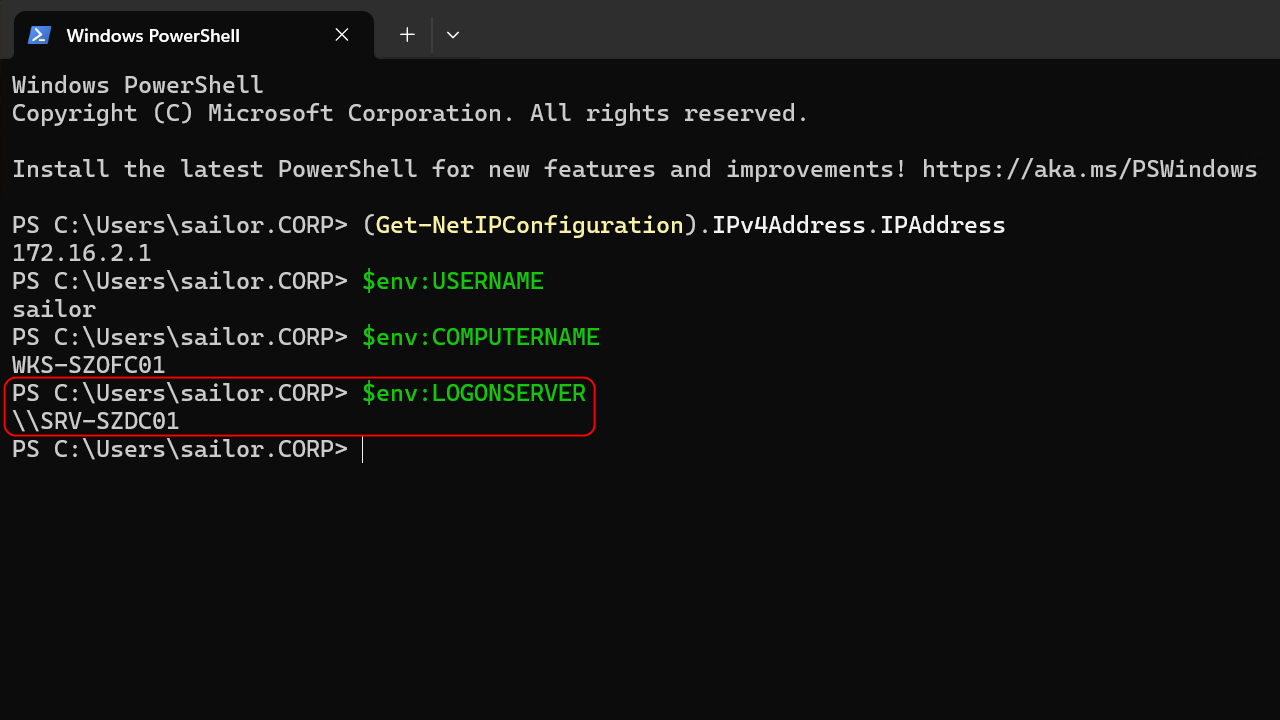 Windows PowerShell
Windows PowerShell
Copyright (C) Microsoft Corporation. All rights reserved.
Install the latest PowerShell for new features and improvements! https://aka.ms/PSWindows
PS C:\Users\sailor.CORP> (Get-NetIPConfiguration).IPv4Address.IPAddress
172.16.2.1
PS C:\Users\sailor.CORP> $env:USERNAME
sailor
PS C:\Users\sailor.CORP> $env:COMPUTERNAME
WKS-SZOFC01
PS C:\Users\sailor.CORP> $env:LOGONSERVER
\\SRV-SZDC01
PS C:\Users\sailor.CORP>